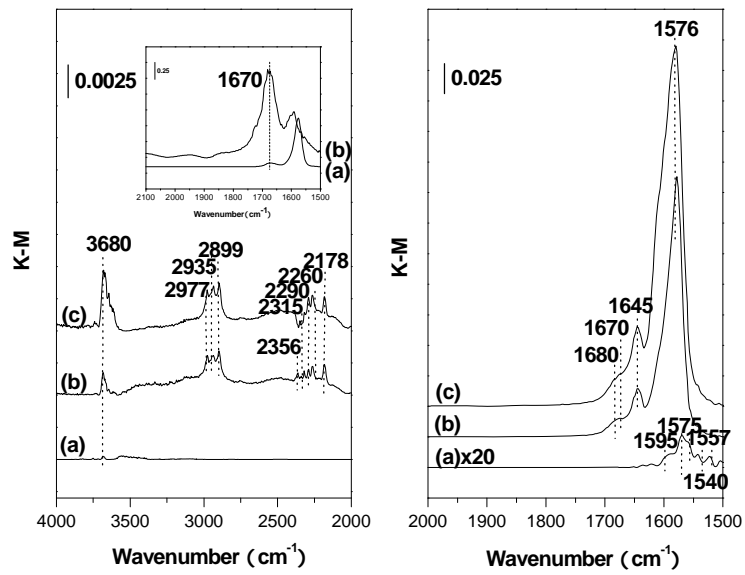 0.0025
0.25
1670
(b)
(a)
2100 2000 1900 1800 1700 1600 1500
Wavenumber(cm-1)
3680
2935
2977
2899
2290
2315
2260
2178
2356
(c)
(b)
(a)
K-M
4000 3500 3000 2500 2000
Wavenumber (cm-1)
1576
0.025
1645
1670
1680
(c)
(b)
1575
1595
1557
(a)x20
1540
K-M
2000 1900 1800 1700 1600 1500
Wavenumber (cm-1)